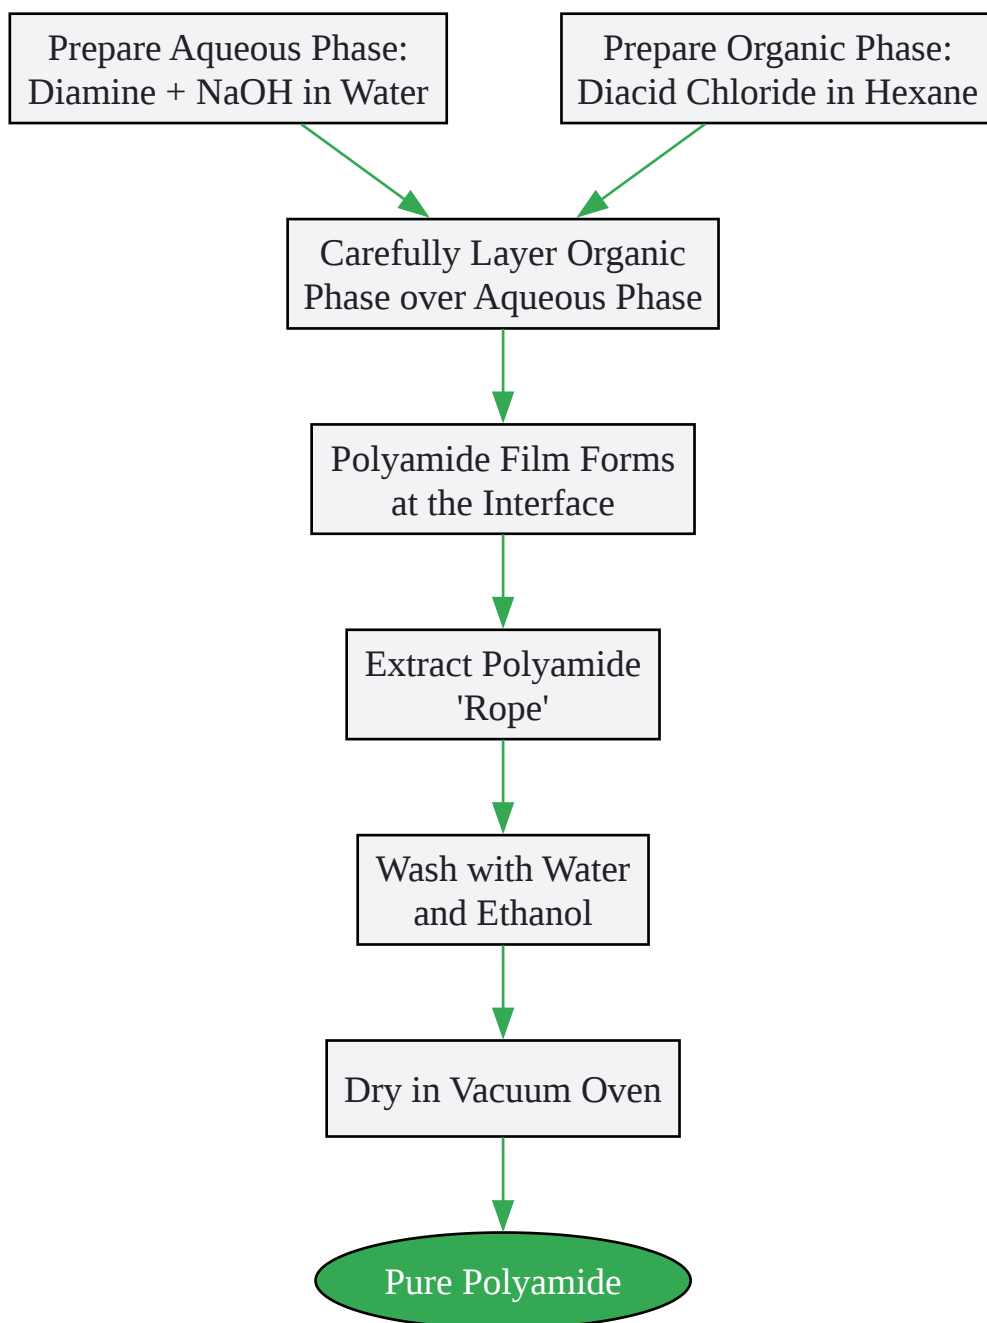 Prepare Aqueous Phase:
Diamine + NaOH in Water
Prepare Organic Phase:
Diacid Chloride in Hexane
Carefully Layer Organic
Phase over Aqueous Phase
Polyamide Film Forms
at the Interface
Extract Polyamide
'Rope'
Wash with Water
and Ethanol
Dry in Vacuum Oven
Pure Polyamide